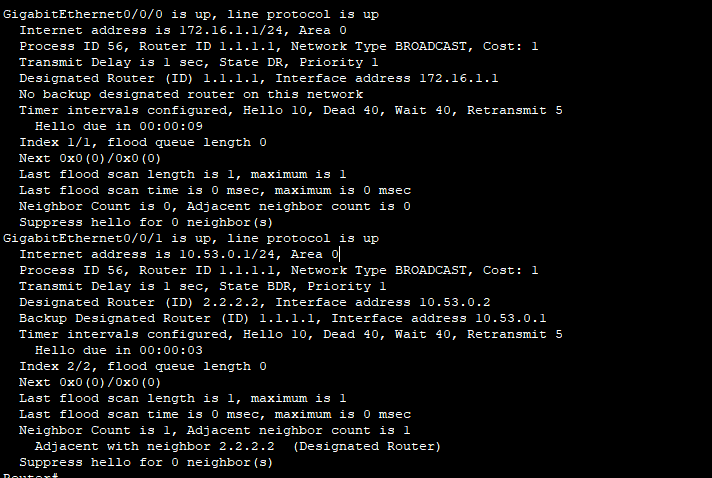 GigabitEthernet0/0/0 is up, line protocol is up
Internet address is 172.16.1.1/24, Area 0
Process ID 56, Router ID 1.1.1.1, Network Type BROADCAST, Cost: 1
Transmit Delay is 1 sec, State DR, Priority 1
Designated Router (ID) 1.1.1.1, Interface address 172.16.1.1
No backup designated router on this network
Timer intervals configured, Hello 10, Dead 40, Wait 40, Retransmit 5
Hello due in 00:00:09
Index 1/1, flood queue length 0
Next 0x0(0)/0x0(0)
Last flood scan length is 1, maximum is 1
Last flood scan time is 0 msec, maximum is 0 msec
Neighbor Count is 0, Adjacent neighbor count is 0
Suppress hello for 0 neighbor(s)
GigabitEthernet0/0/1 is up, line protocol is up
Internet address is 10.53.0.1/24, Area 0
Process ID 56, Router ID 1.1.1.1, Network Type BROADCAST, Cost: 1
Transmit Delay is 1 sec, State BDR, Priority 1
Designated Router (ID) 2.2.2.2, Interface address 10.53.0.2
Backup Designated Router (ID) 1.1.1.1, Interface address 10.53.0.1
Timer intervals configured, Hello 10, Dead 40, Wait 40, Retransmit 5
Hello due in 00:00:03
Index 2/2, flood queue length 0
Next 0x0(0)/0x0(0)
Last flood scan length is 1, maximum is 1
Last flood scan time is 0 msec, maximum is 0 msec
Neighbor Count is 1, Adjacent neighbor count is 1
Adjacent with neighbor 2.2.2.2  (Designated Router)
Suppress hello for 0 neighbor(s)
Router#